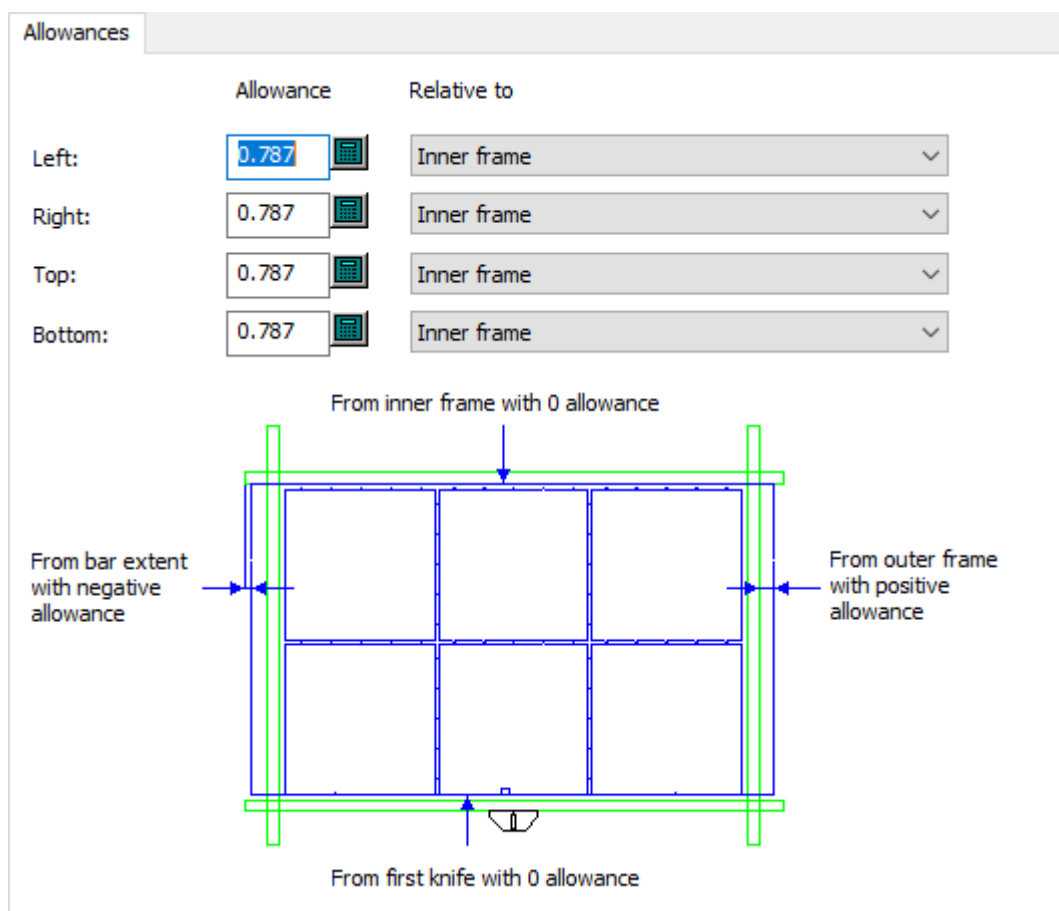 Allowances
Allowance Relative to
Left: 0.787 Inner frame
Right: 0.787 Inner frame
Top: 0.787 Inner frame
Bottom: 0.787 Inner frame
From inner frame with 0 allowance
From bar extent
with negative
allowance
From outer frame
with positive
allowance
From first knife with 0 allowance